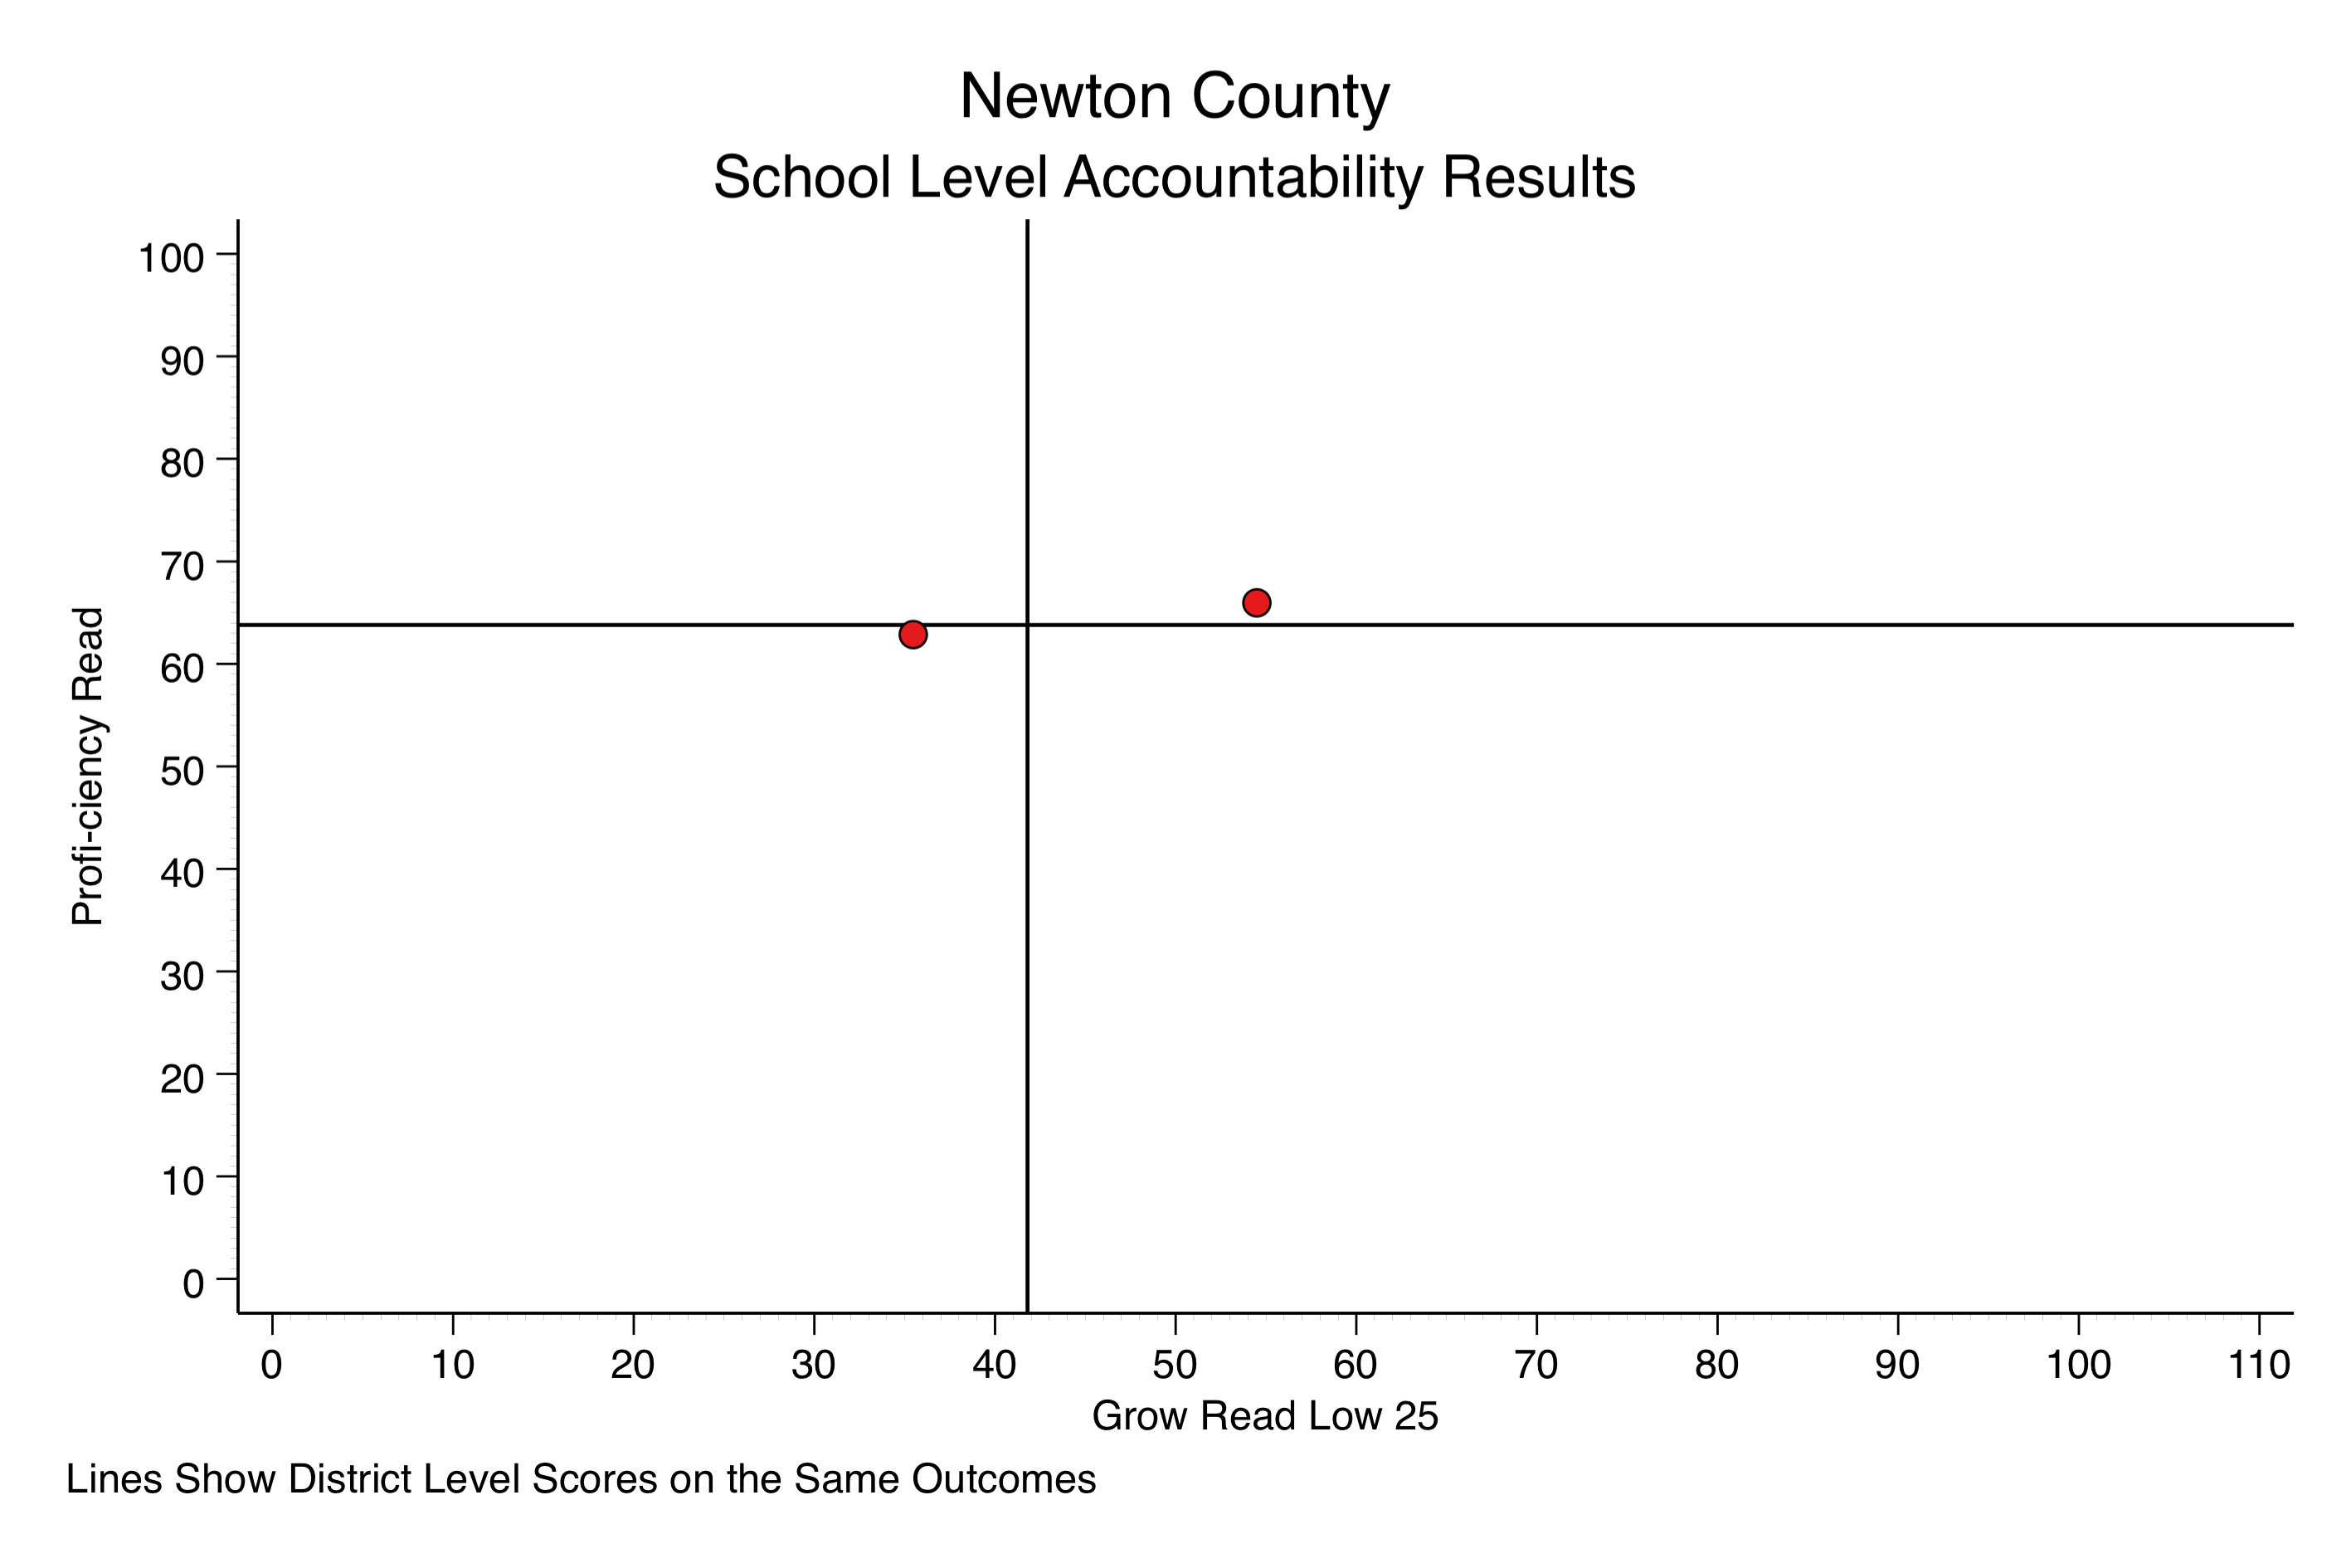 Newton County
School Level Accountability Results
100
90
80
70
60
50
40
30
20
10
0
Profi-ciency Read
0 10 20 30 40 50 60 70 80 90 100 110
Grow Read Low 25
Lines Show District Level Scores on the Same Outcomes